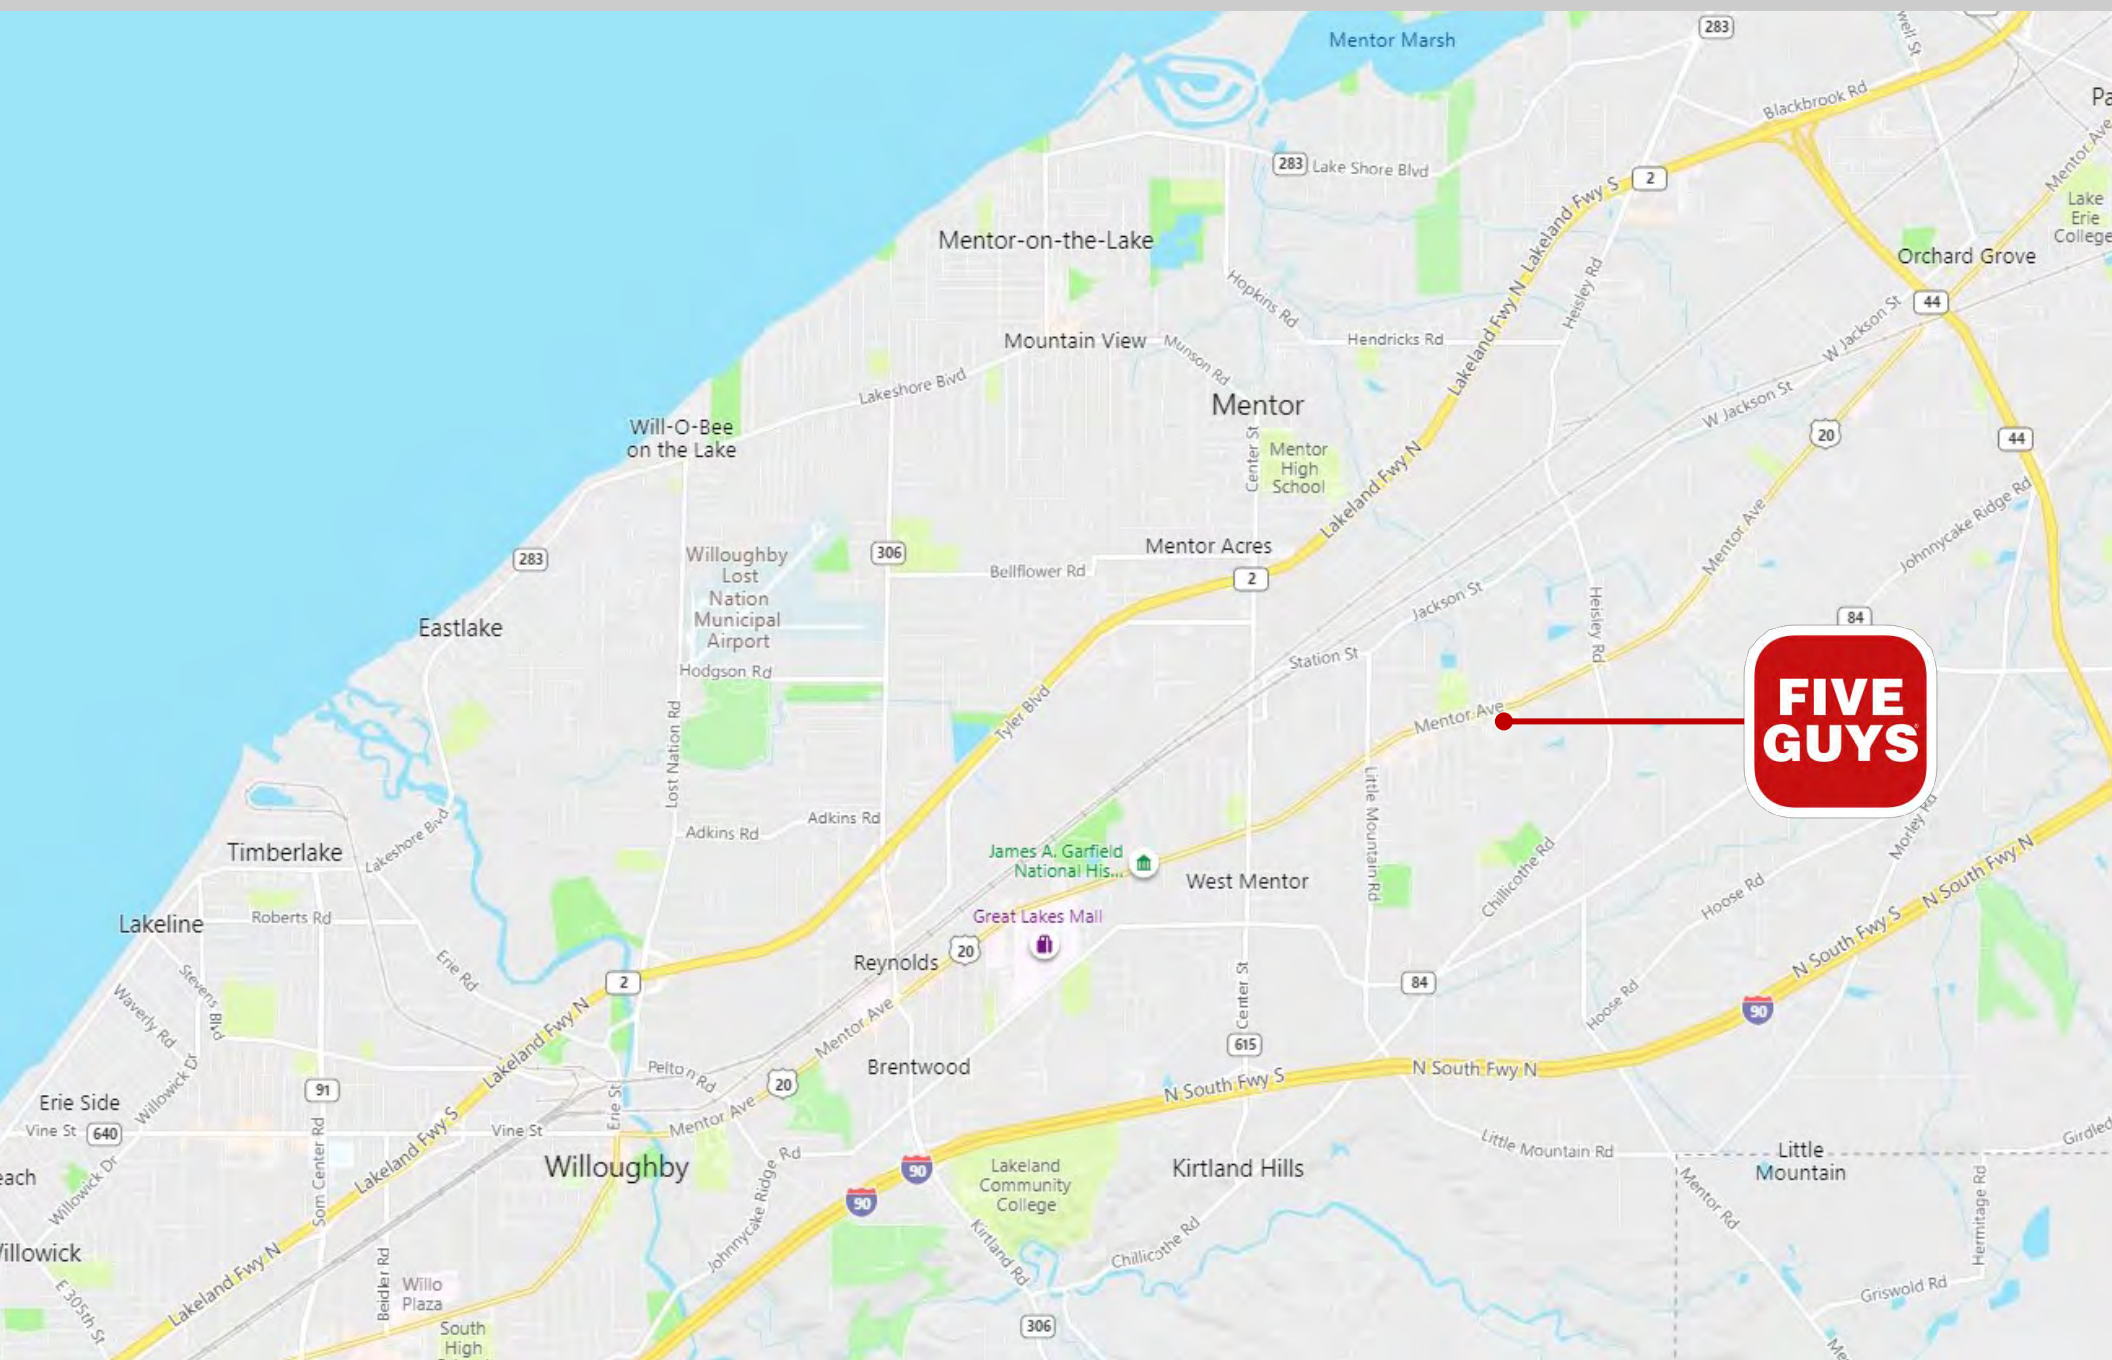 Mentor Marsh
283
Blackbrook Rd
283
Lake Shore Blvd
2
Mentor Ave
Lake
Erie
College
Lakeland Fwy S
Mentor-on-the-Lake
Lakeland Fwy N
Orchard Grove
Hopkins Rd
Heisley Rd
44
Mountain View
Munson Rd
Hendricks Rd
Lakeland Fwy N
W Jackson St
Lakeshore Blvd
Mentor
W Jackson St
Will-O-Bee
on the Lake
Center St
Mentor
High
School
Lakeland Fwy N
20
44
Johnnycake Ridge Rd
Mentor Ave
283
Willoughby
Lost
Nation
Municipal
Airport
306
Bellflower Rd
Mentor Acres
2
Jackson St
Heisley Rd
84
Eastlake
Hodgson Rd
Station St
Lost Nation Rd
Tyler Blvd
Mentor Ave
FIVE
GUYS
Little Mountain Rd
Adkins Rd
Adkins Rd
Timberlake
Lakeshore Blvd
James A. Garfield
National His...
West Mentor
Chillicothe Rd
Morley Rd
Hoose Rd
N South Fwy N
Lakeline
Roberts Rd
Great Lakes Mall
20
Reynolds
N South Fwy S
Erie Rd
Stevens Blvd
Waverly Rd
2
Center St
84
Hoose Rd
90
Lakeland Fwy N
Mentor Ave
615
Brentwood
Pelton Rd
20
N South Fwy S
N South Fwy N
Erie Side
91
Willowick Dr
Erie St
Vine St
640
Lakeland Fwy S
Vine St
Mentor Ave
Som Center Rd
Willoughby
Rd
Johnnycake Ridge
90
90
Lakeland
Community
College
Kirtland Hills
Little Mountain Rd
Little
Mountain
Girdled
each
Willowick Dr
Mentor Rd
Hermitage Rd
illowick
Lakeland Fwy N
E 305th St
Beidler Rd
Willo
Plaza
Kirtland Rd
Chillicothe Rd
Griswold Rd
South
High
306